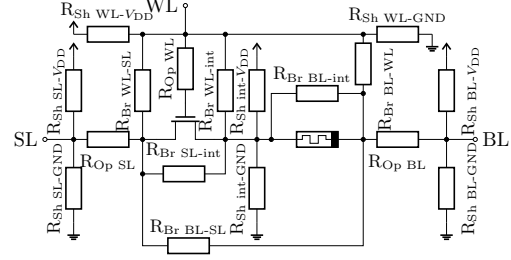 R_Sh WL-V_DD
WL
R_Sh WL-GND
R_Sh SL-V_DD
R_Br WL-SL
R_Op WL
R_Br WL-int
R_Sh int-V_DD
R_Br BL-int
R_Br BL-WL
R_Sh BL-V_DD
SL
R_Op SL
R_Br SL-int
R_Op BL
BL
R_Sh SL-GND
R_Sh int-GND
R_Sh BL-GND
R_Br BL-SL